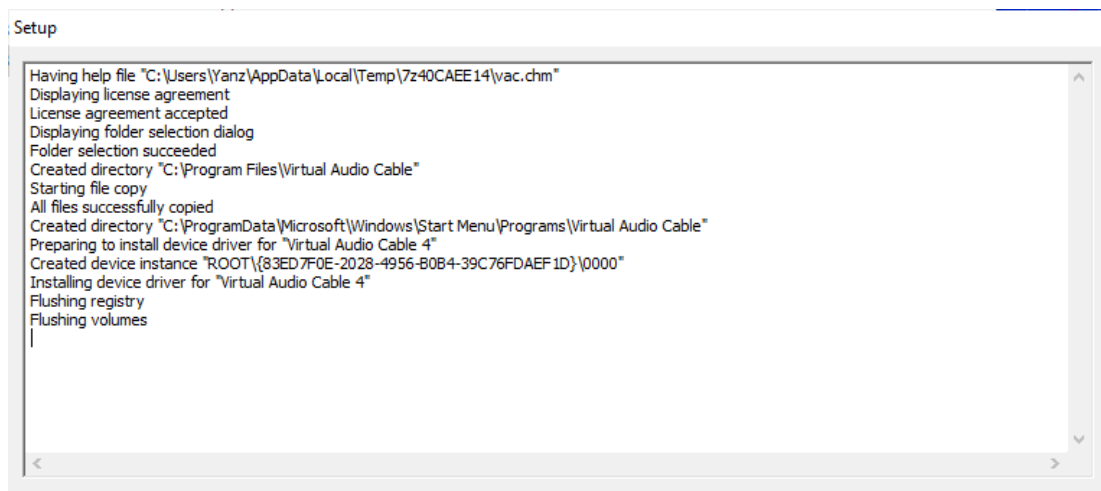 Setup
Having help file "C:\Users\Yanz\AppData\Local\Temp\7z40CAEE14\vac.chm"
Displaying license agreement
License agreement accepted
Displaying folder selection dialog
Folder selection succeeded
Created directory "C:\Program Files\Virtual Audio Cable"
Starting file copy
All files successfully copied
Created directory "C:\ProgramData\Microsoft\Windows\Start Menu\Programs\Virtual Audio Cable"
Preparing to install device driver for "Virtual Audio Cable 4"
Created device instance "ROOT\{83ED7F0E-2028-4956-B0B4-39C76FDAEF1D}\0000"
Installing device driver for "Virtual Audio Cable 4"
Flushing registry
Flushing volumes